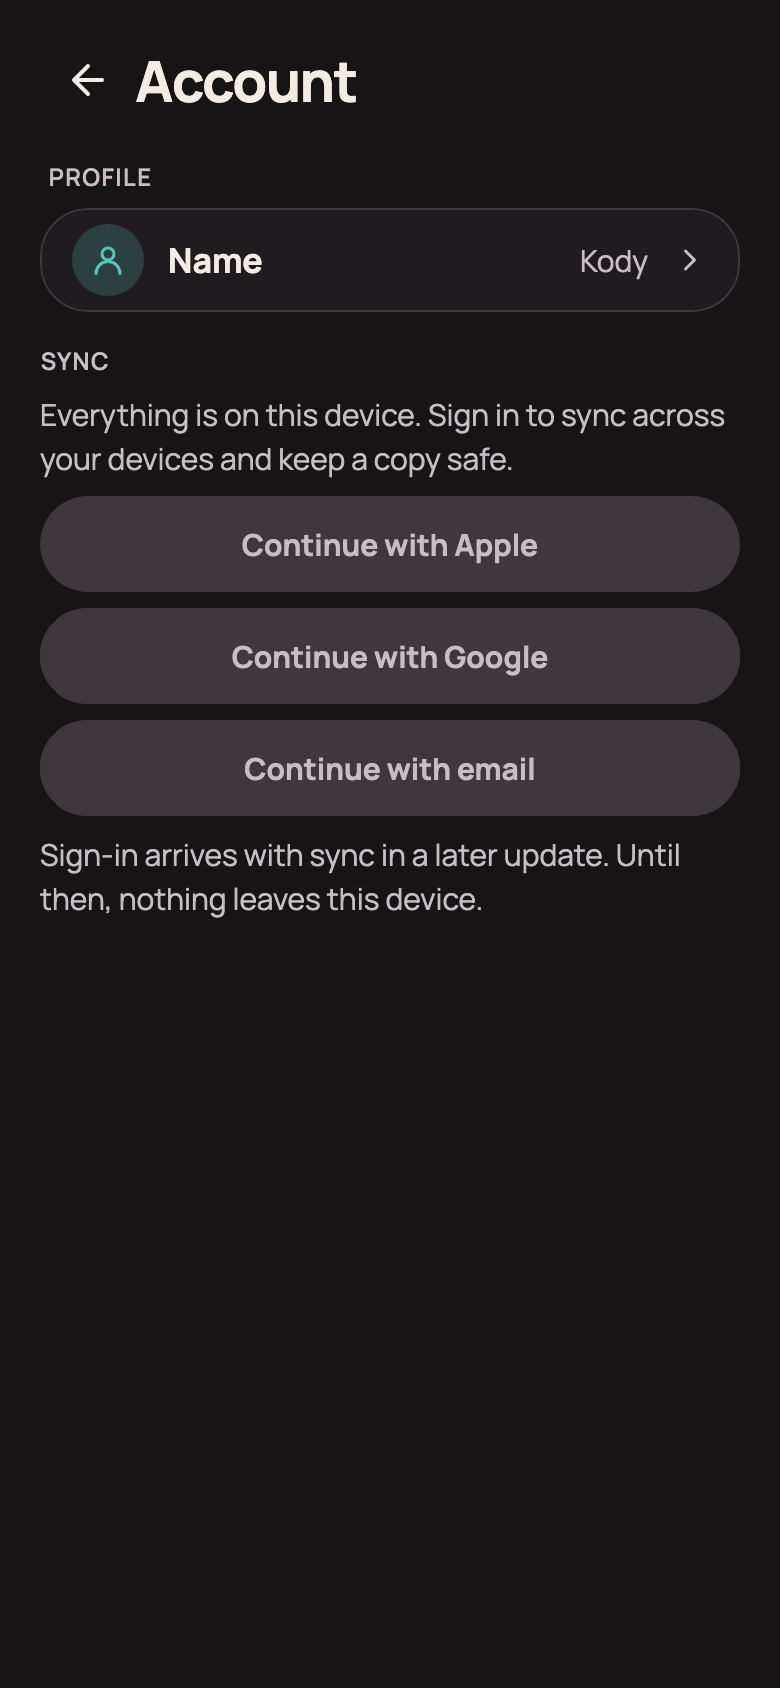 Account
PROFILE
Name
Kody
SYNC
Everything is on this device. Sign in to sync across
your devices and keep a copy safe.
Continue with Apple
Continue with Google
Continue with email
Sign-in arrives with sync in a later update. Until
then, nothing leaves this device.